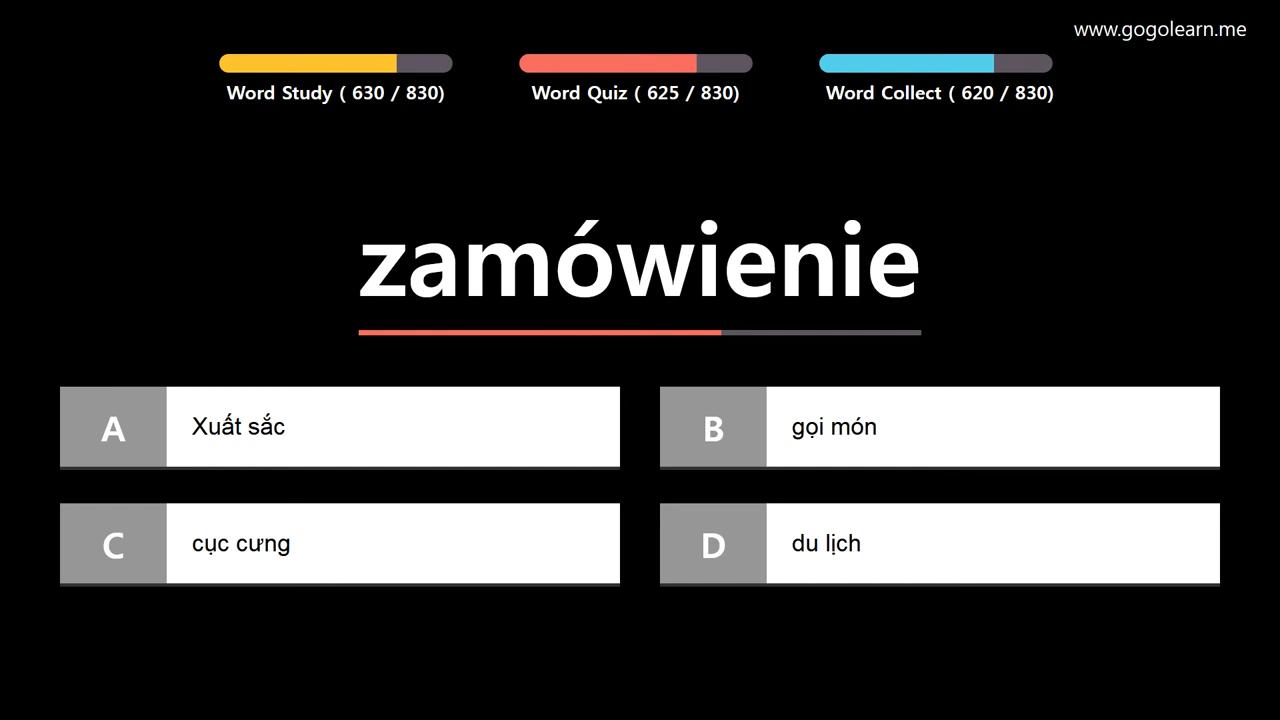 www.gogolearn.me
Word Study ( 630 / 830)
Word Quiz ( 625 / 830)
Word Collect ( 620 / 830)
zamówienie
A Xuất sắc
B gọi món
C cục cưng
D du lịch